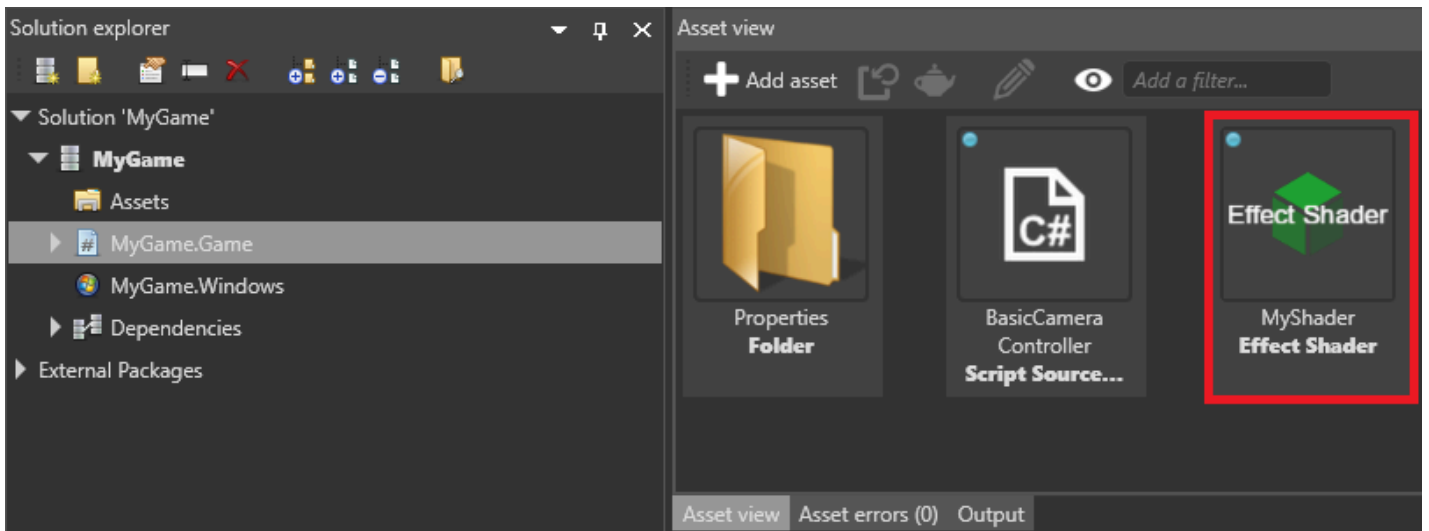 Solution explorer
Solution 'MyGame'
MyGame
Assets
# MyGame.Game
MyGame.Windows
Dependencies
External Packages
Asset view
Add asset
Add a filter...
Properties
Folder
C#
BasicCamera
Controller
Script Source...
Effect Shader
MyShader
Effect Shader
Asset view Asset errors (0) Output